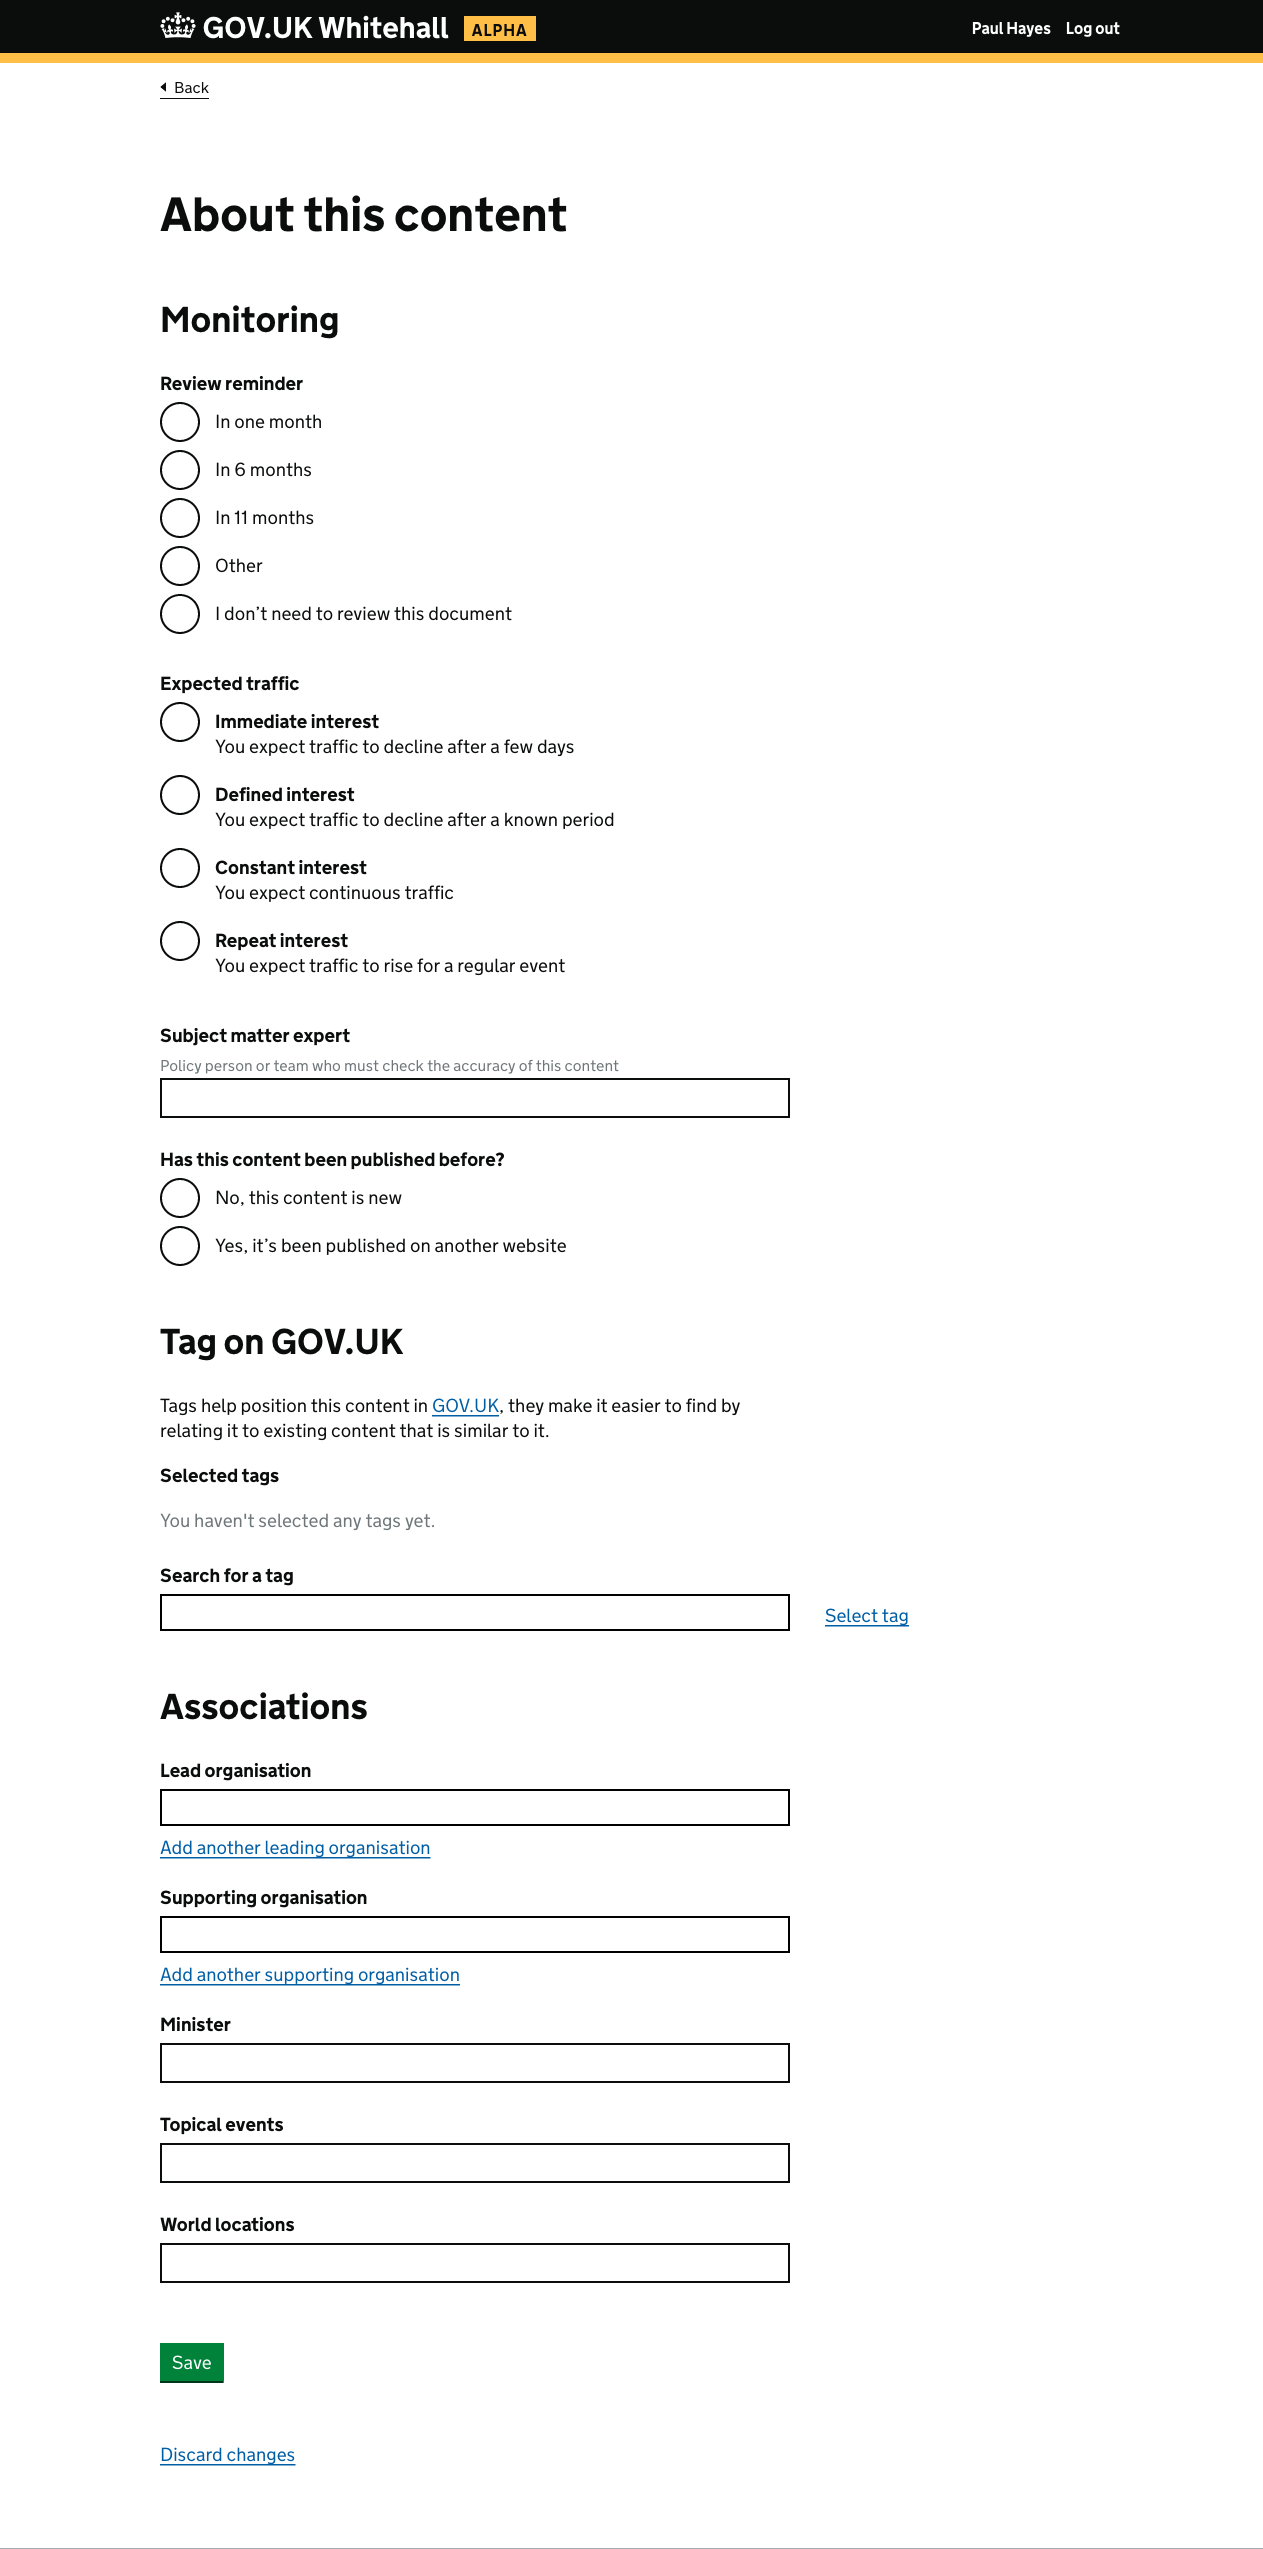 GOV.UK Whitehall ALPHA Paul Hayes Log out
Back
About this content
Monitoring
Review reminder
In one month
In 6 months
In 11 months
Other
I don’t need to review this document
Expected traffic
Immediate interest
You expect traffic to decline after a few days
Defined interest
You expect traffic to decline after a known period
Constant interest
You expect continuous traffic
Repeat interest
You expect traffic to rise for a regular event
Subject matter expert
Policy person or team who must check the accuracy of this content
Has this content been published before?
No, this content is new
Yes, it’s been published on another website
Tag on GOV.UK
Tags help position this content in GOV.UK, they make it easier to find by
relating it to existing content that is similar to it.
Selected tags
You haven't selected any tags yet.
Search for a tag
Select tag
Associations
Lead organisation
Add another leading organisation
Supporting organisation
Add another supporting organisation
Minister
Topical events
World locations
Save
Discard changes